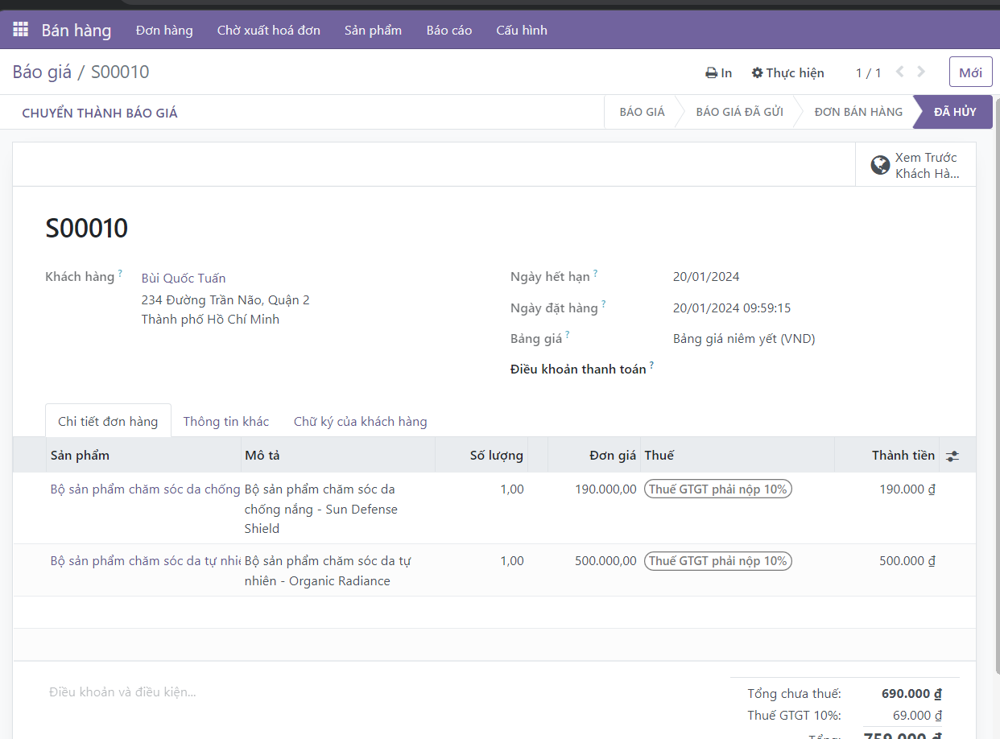 Bán hàng Đơn hàng Chờ xuất hoá đơn Sản phẩm Báo cáo Cấu hình
Báo giá / S00010 In Thực hiện 1 / 1 Mới
CHUYỂN THÀNH BÁO GIÁ BÁO GIÁ BÁO GIÁ ĐÃ GỬI ĐƠN BÁN HÀNG ĐÃ HỦY
Xem Trước
Khách Hà...
S00010
Khách hàng ? Bùi Quốc Tuấn
234 Đường Trần Não, Quận 2
Thành phố Hồ Chí Minh
Ngày hết hạn ? 20/01/2024
Ngày đặt hàng ? 20/01/2024 09:59:15
Bảng giá ? Bảng giá niêm yết (VND)
Điều khoản thanh toán ?
Chi tiết đơn hàng Thông tin khác Chữ ký của khách hàng
Sản phẩm Mô tả Số lượng Đơn giá Thuế Thành tiền
Bộ sản phẩm chăm sóc da chống Bộ sản phẩm chăm sóc da 1,00 190.000,00 Thuế GTGT phải nộp 10% 190.000 ₫
chống nắng - Sun Defense
Shield
Bộ sản phẩm chăm sóc da tự nhiê Bộ sản phẩm chăm sóc da tự 1,00 500.000,00 Thuế GTGT phải nộp 10% 500.000 ₫
nhiên - Organic Radiance
Điều khoản và điều kiện...
Tổng chưa thuế: 690.000 ₫
Thuế GTGT 10%: 69.000 ₫
Tổng: 759.000 ₫